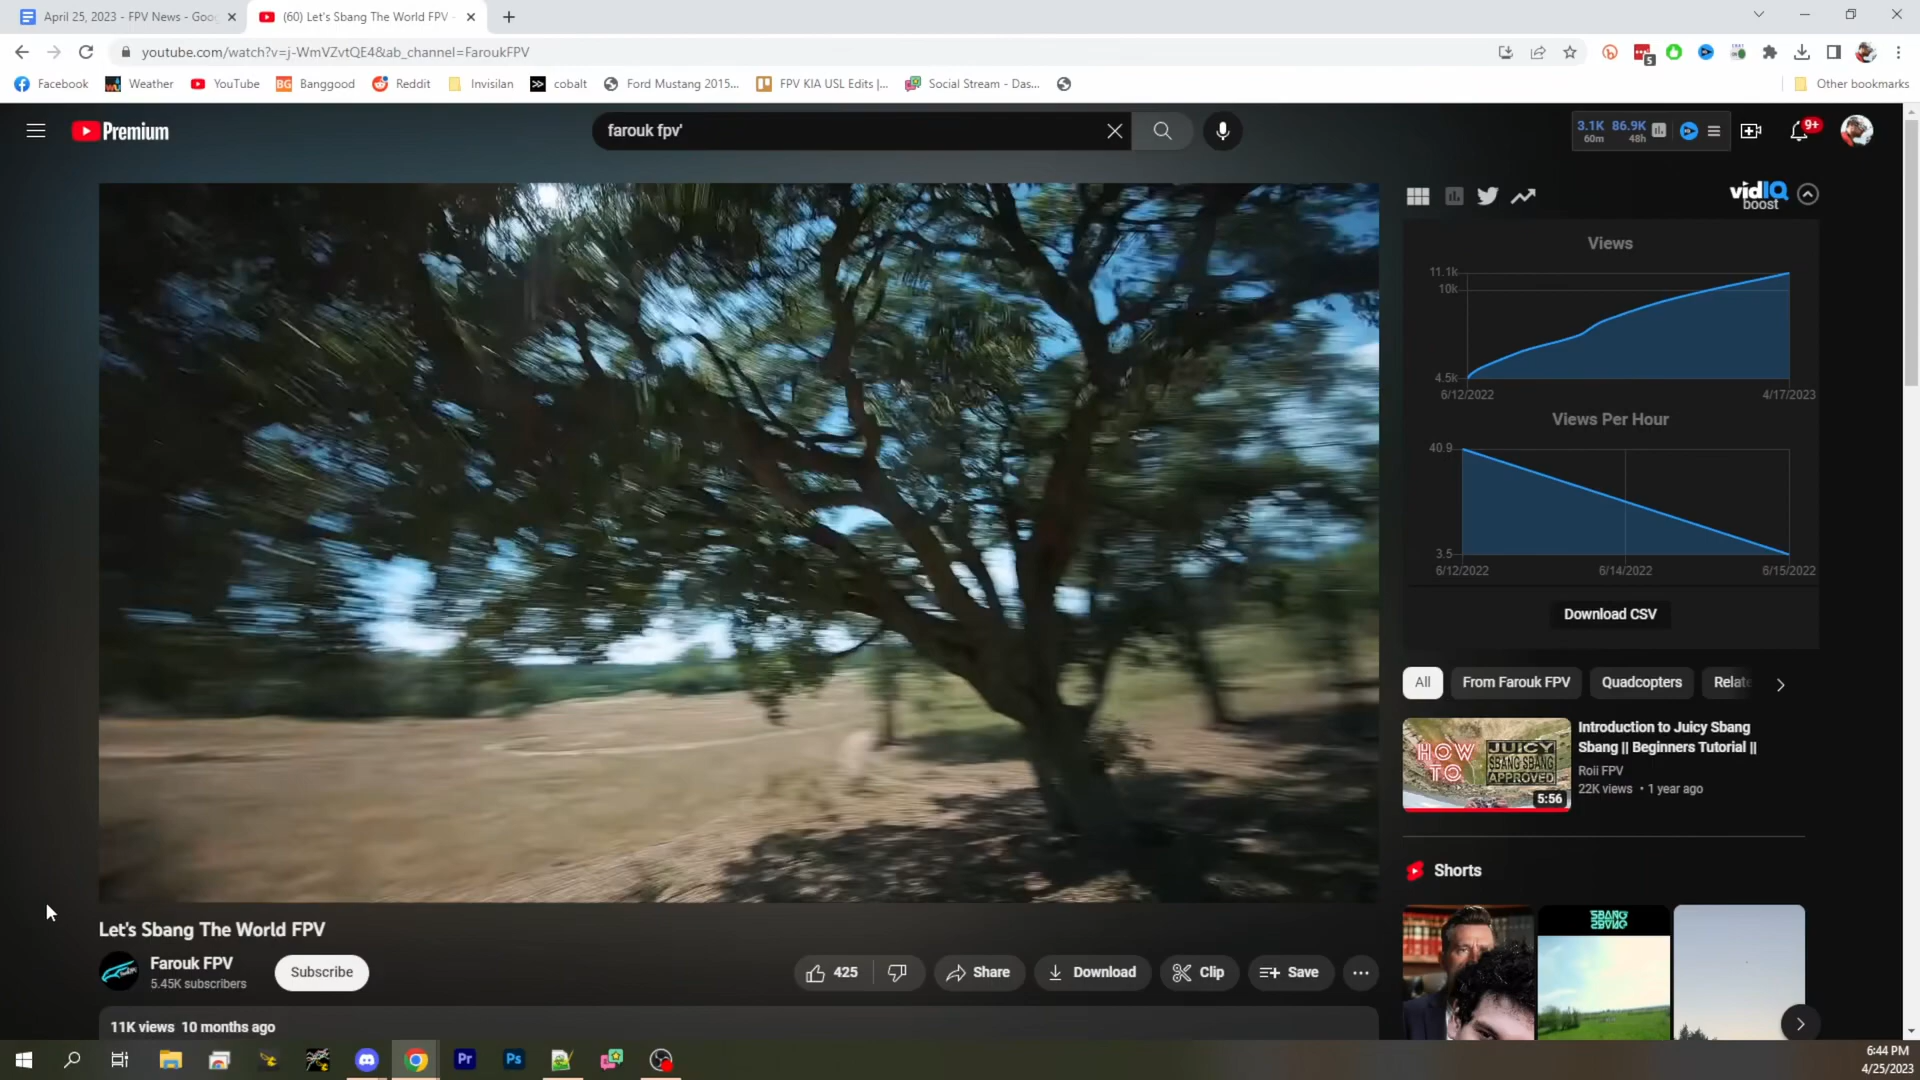 April 25, 2023 - FPV News - Goo
(60) Let's Sbang The World FPV -
youtube.com/watch?v=j-WmVZvtQE4&ab_channel=FaroukFPV
5
Facebook
Weather
YouTube
BG Banggood
Reddit
Invisilan
cobalt
Ford Mustang 2015...
FPV KIA USL Edits |...
Social Stream - Das...
Other bookmarks
Premium
farouk fpv'
3.1K 86.9K
60m 48h
9+
vidIQ
boost
Views
11.1k
10k
4.5k
6/12/2022 4/17/2023
Views Per Hour
40.9
3.5
6/12/2022 6/14/2022 6/15/2022
Download CSV
All From Farouk FPV Quadcopters Relate
HOW TO
JUICY
SBANG SBANG
APPROVED
5:56
Introduction to Juicy Sbang
Sbang || Beginners Tutorial ||
Roii FPV
22K views • 1 year ago
Shorts
SBANG
SBANG
Let's Sbang The World FPV
Farouk FPV
5.45K subscribers
Subscribe
425
Share
Download
Clip
Save
11K views 10 months ago
Pr
Ps
6:44 PM
4/25/2023